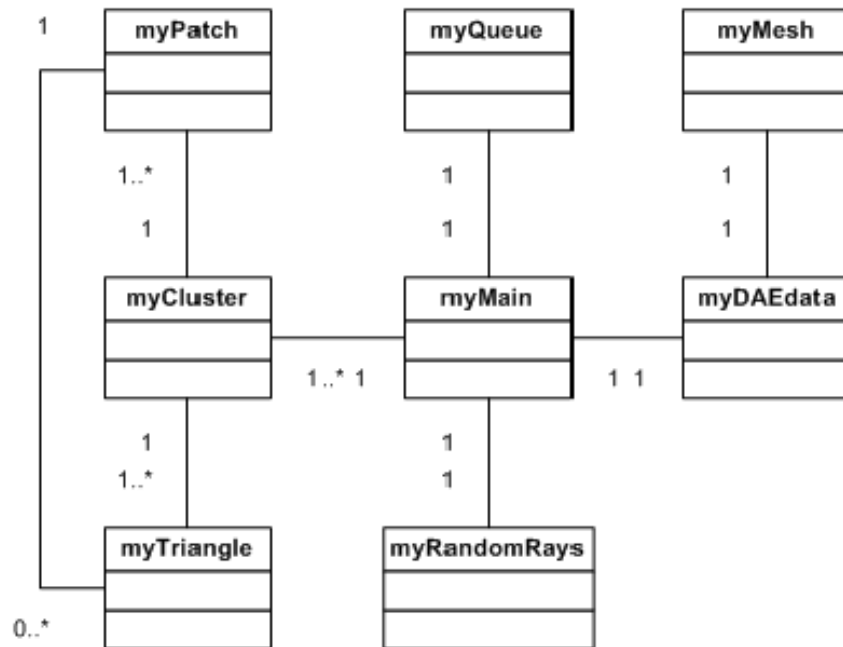 1
myPatch
myQueue
myMesh
1..*
1
1
1
1
1
myCluster
myMain
myDAEdata
1..* 1
1 1
1
1..*
1
1
myTriangle
myRandomRays
0..*